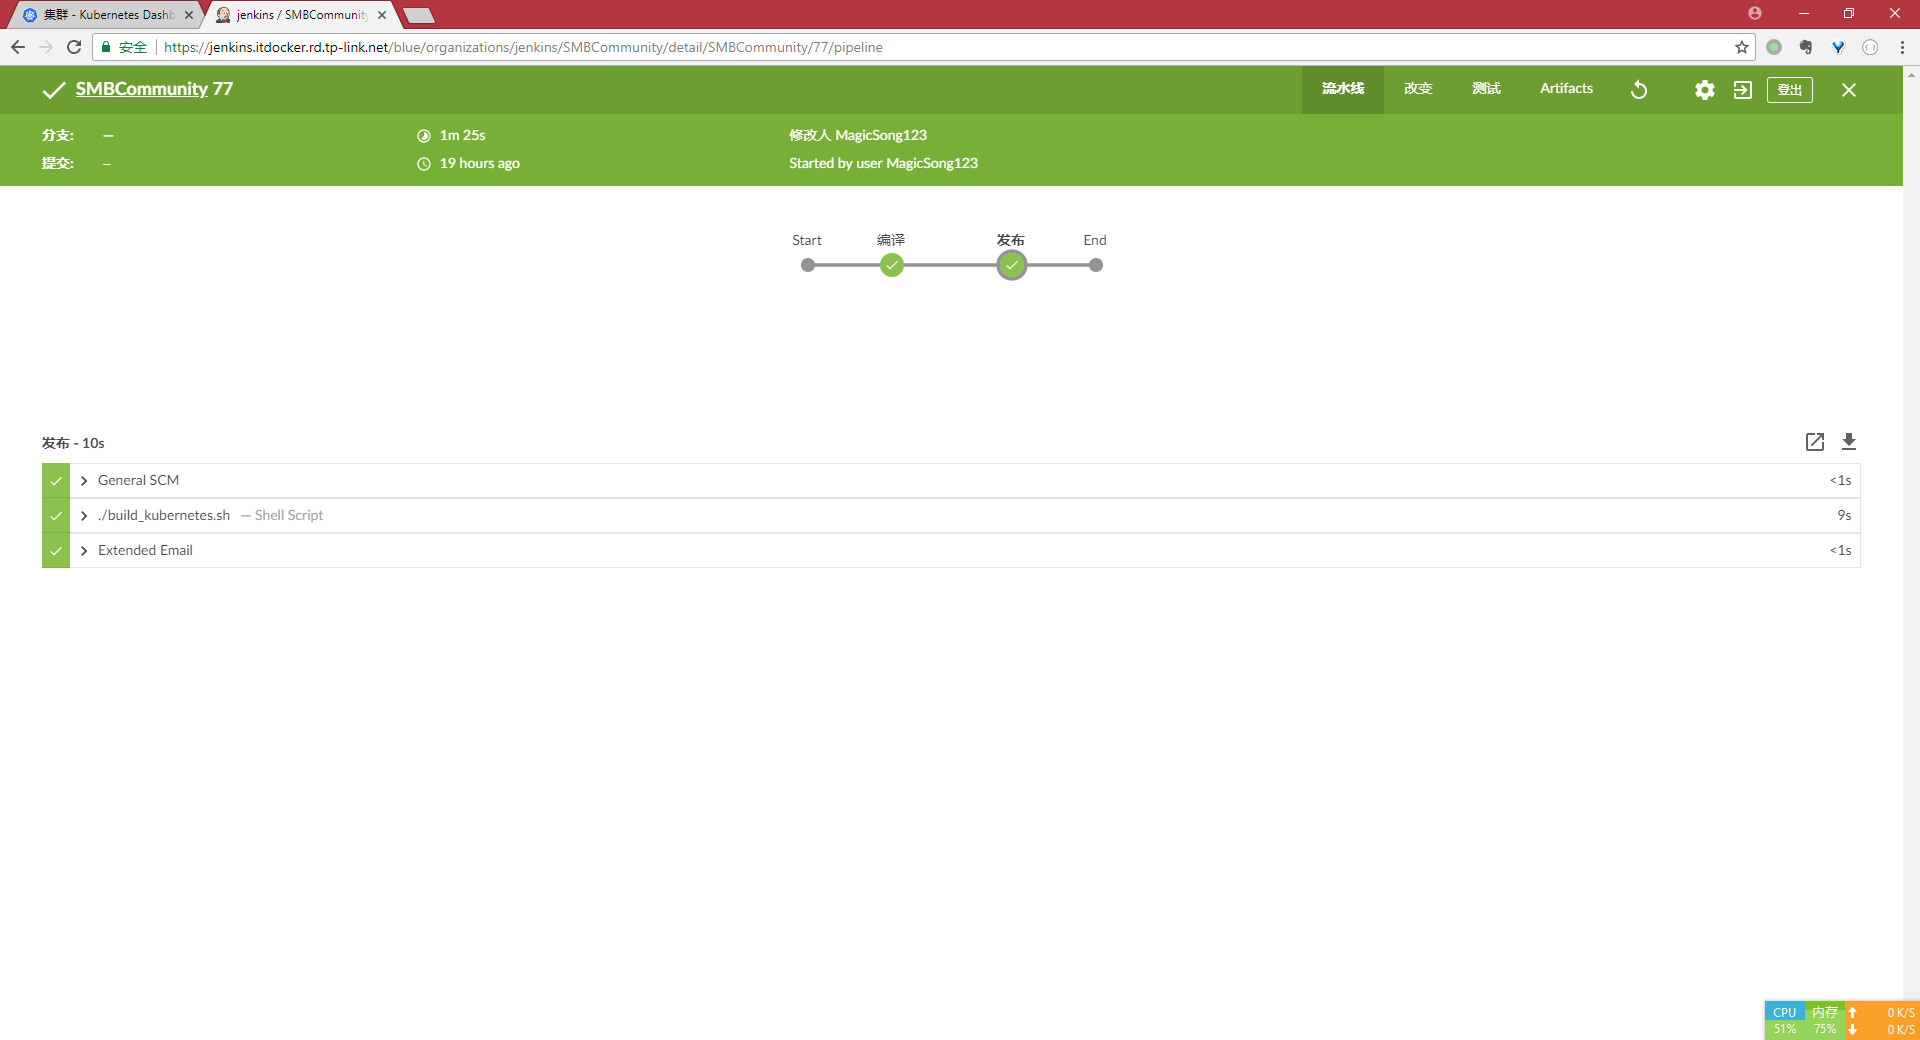 集群 - Kubernetes Dashb
jenkins / SMBCommunity
安全
https://jenkins.itdocker.rd.tp-link.net/blue/organizations/jenkins/SMBCommunity/detail/SMBCommunity/77/pipeline
SMBCommunity 77
流水线
改变
测试
Artifacts
登出
分支: —
1m 25s
修改人 MagicSong123
提交: –
19 hours ago
Started by user MagicSong123
Start
编译
发布
End
发布 - 10s
General SCM <1s
./build_kubernetes.sh — Shell Script 9s
Extended Email <1s
CPU 内存 0 K/S
51% 75% 0 K/S